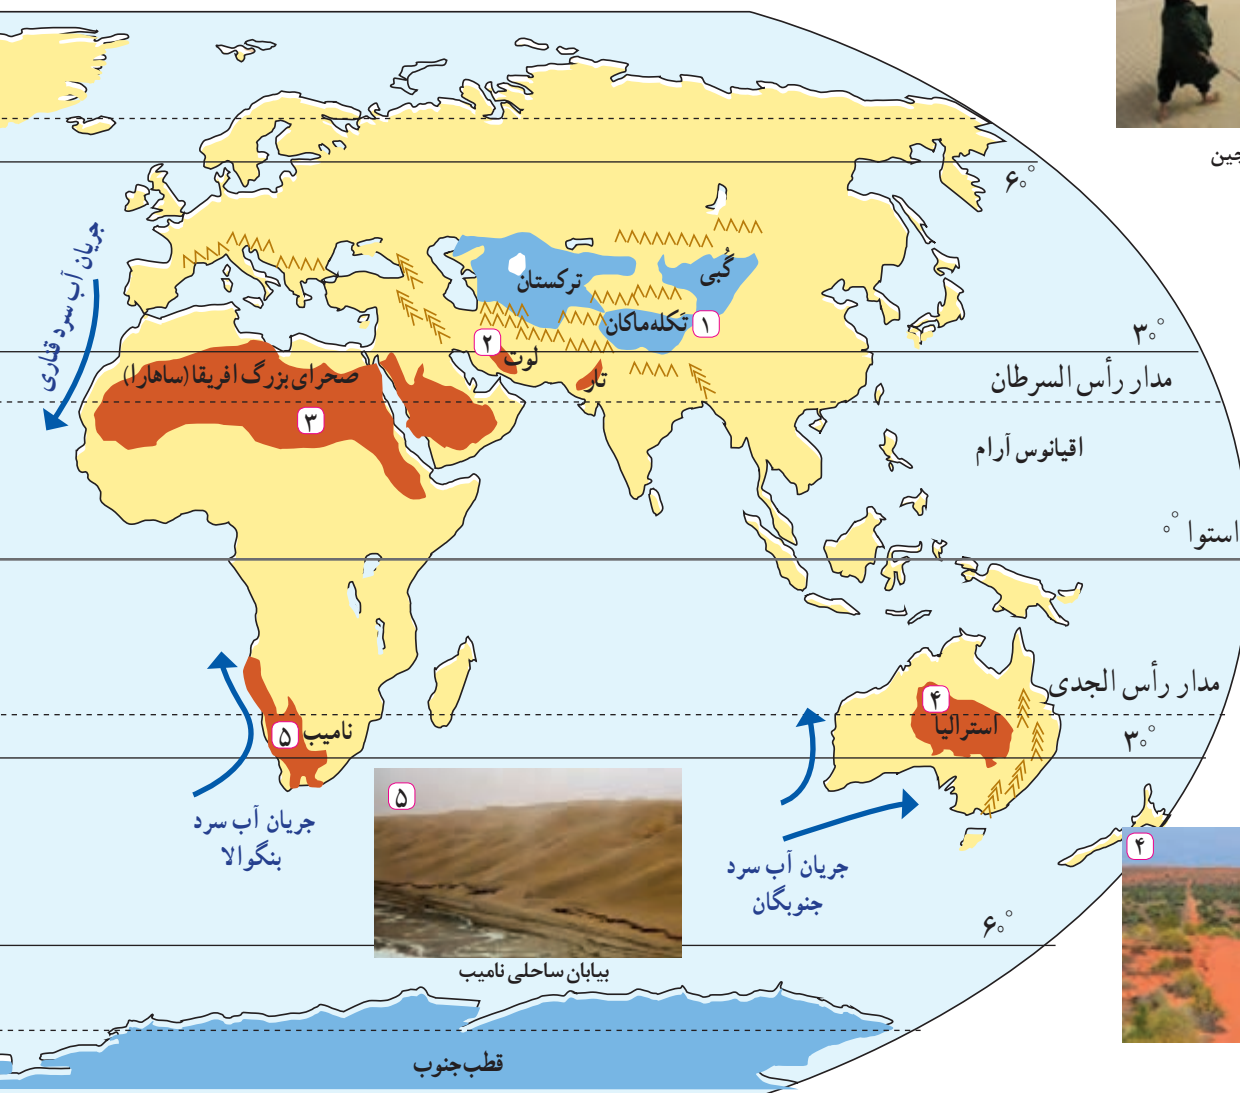 چین
۶۰°
جریان آب سرد قناری
گُبی
ترکستان
تَکله‌ماکان
۱
۳۰°
۲
لوت
تار
صحرای بزرگ افریقا (ساهارا)
۳
مدار رأس السرطان
اقیانوس آرام
استوا ۰°
مدار رأس الجدی
۴
استرالیا
۳۰°
نامیب
۵
جریان آب سرد
بنگوالا
۵
جریان آب سرد
جنوبگان
۴
۶۰°
بیابان ساحلی نامیب
قطب جنوب